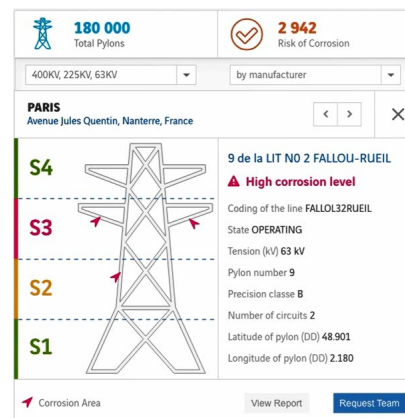 180 000
Total Pylons
2 942
Risk of Corrosion
400KV, 225KV, 63KV
by manufacturer
PARIS
Avenue Jules Quentin, Nanterre, France
S4
S3
S2
S1
9 de la LIT N0 2 FALLOU-RUEIL
High corrosion level
Coding of the line FALLOL32RUEIL
State OPERATING
Tension (kV) 63 kV
Pylon number 9
Precision classe B
Number of circuits 2
Latitude of pylon (DD) 48.901
Longitude of pylon (DD) 2.180
Corrosion Area
View Report
Request Team